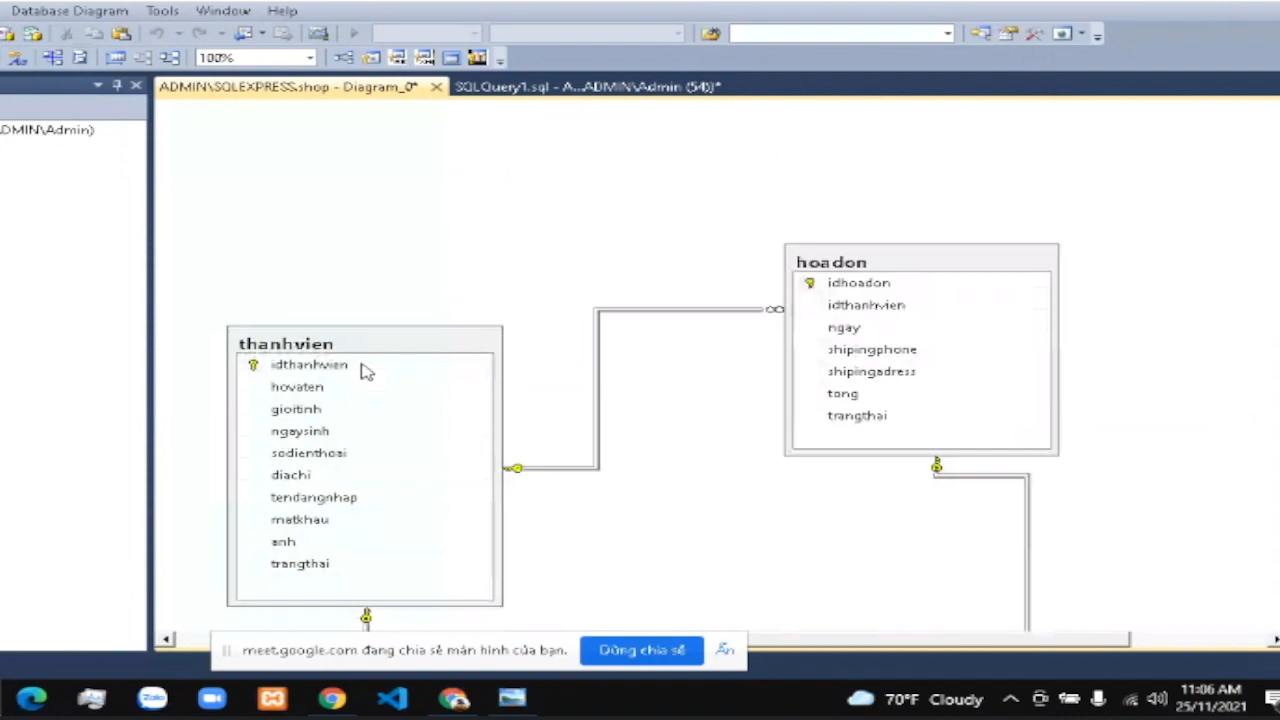 Database Diagram Tools Window Help
100%
ADMIN\SQLEXPRESS.shop - Diagram_0* SQLQuery1.sql - A...ADMIN\Admin (54))*
DMIN\Admin)
hoadon
idhoadon
idthanhvien
ngay
shipingphone
shipingadress
tong
trangthai
thanhvien
idthanhvien
hovaten
gioitinh
ngaysinh
sodienthoai
diachi
tendangnhap
matkhau
anh
trangthai
meet.google.com đang chia sẻ màn hình của bạn. Dừng chia sẻ Ẩn
Zalo
70°F Cloudy
11:06 AM
25/11/2021